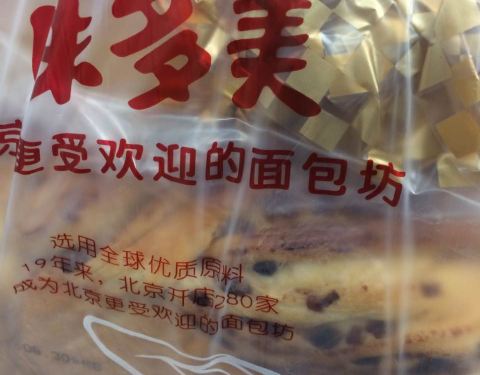 味多美
京更受欢迎的面包坊
选用全球优质原料
19年来，北京开店280家
成为北京更受欢迎的面包坊